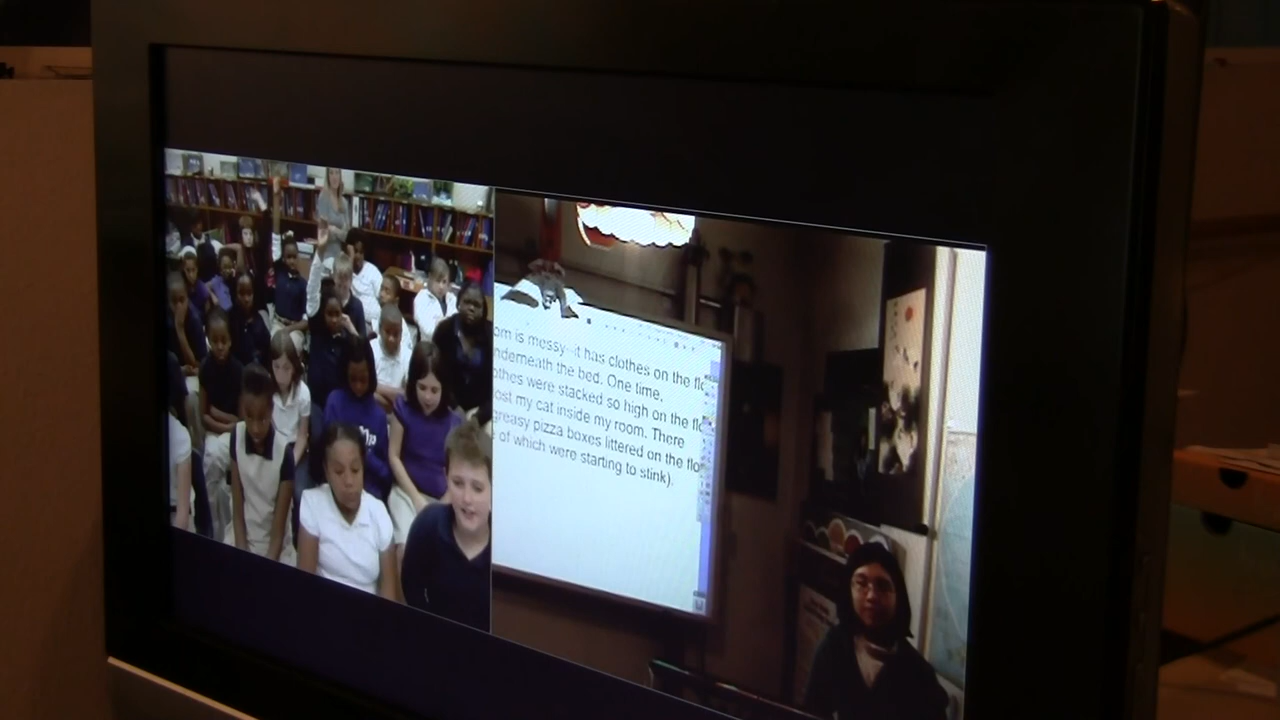 om is messy--it has clothes on the flo
nderneath the bed. One time,
othes were stacked so high on the flo
ost my cat inside my room. There
greasy pizza boxes littered on the flo
of which were starting to stink).